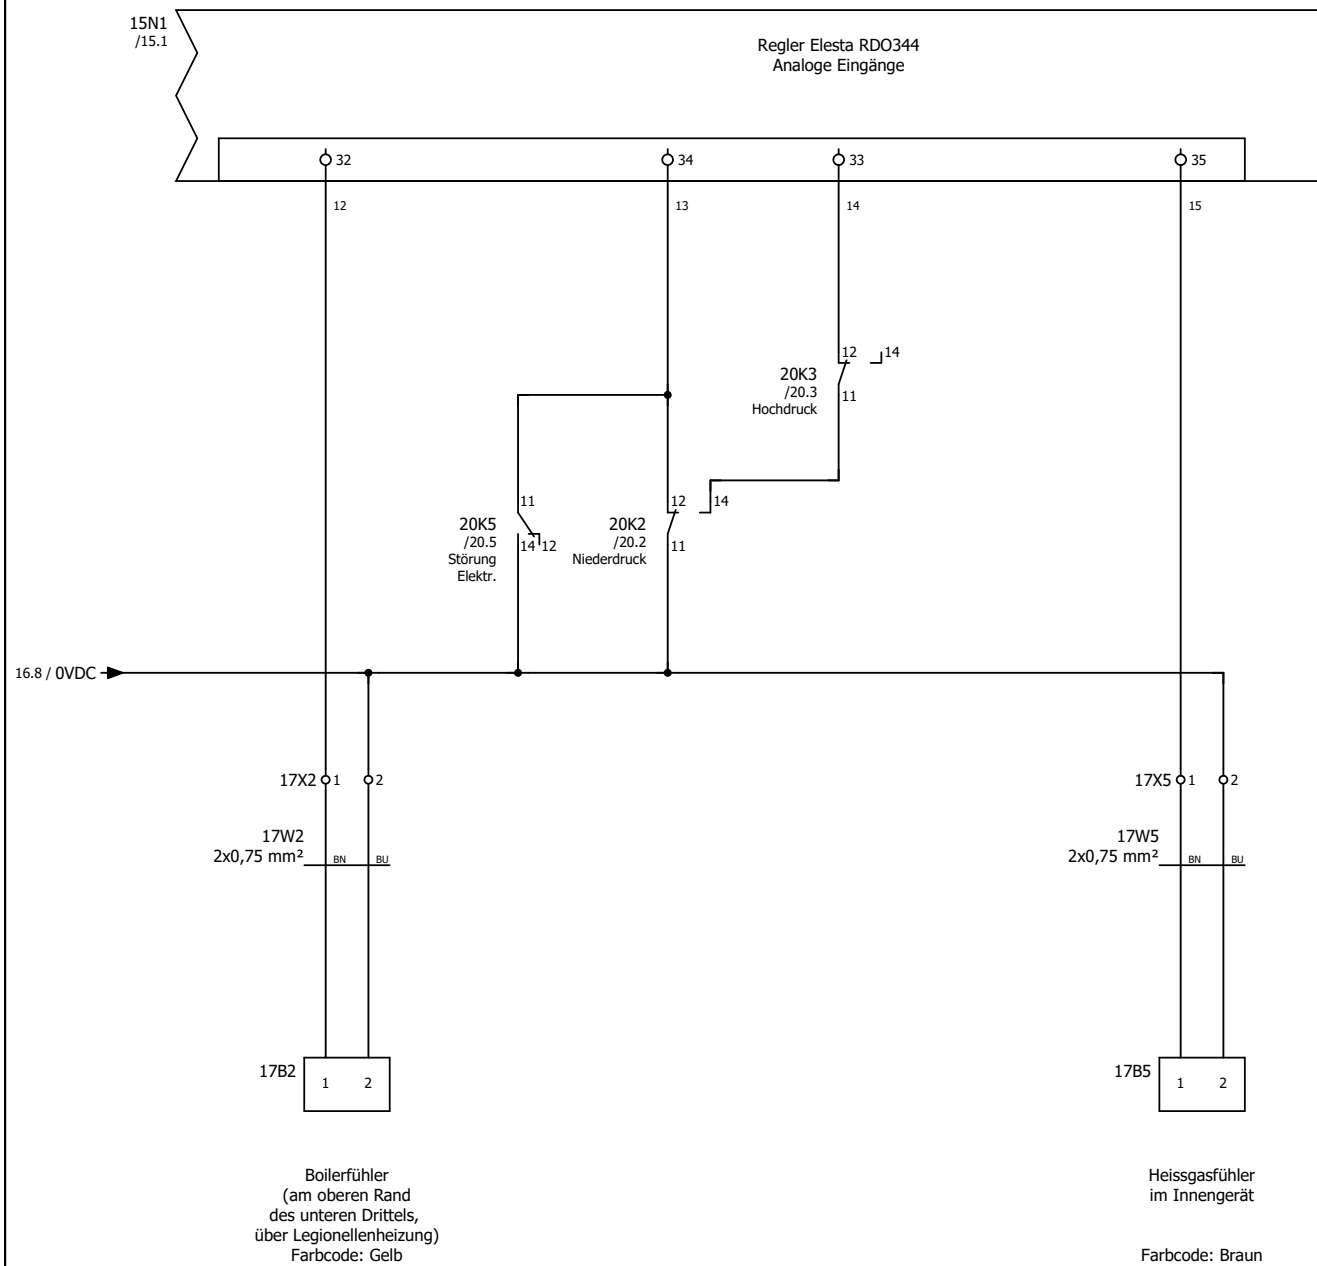 15N1
/15.1
Regler Elesta RDO344
Analoge Eingänge
32
34
33
35
12
13
14
15
12
14
20K3
/20.3
Hochdruck
11
11
20K5
/20.5
Störung
Elektr.
14
12
12
14
20K2
/20.2
Niederdruck
11
16.8 / 0VDC
17X2
1
2
17X5
1
2
17W2
2x0,75 mm²
BN
BU
17W5
2x0,75 mm²
BN
BU
17B2
1
2
17B5
1
2
Boilerfühler
(am oberen Rand
des unteren Drittels,
über Legionellenheizung)
Farbcode: Gelb
Heissgasfühler
im Innengerät
Farbcode: Braun